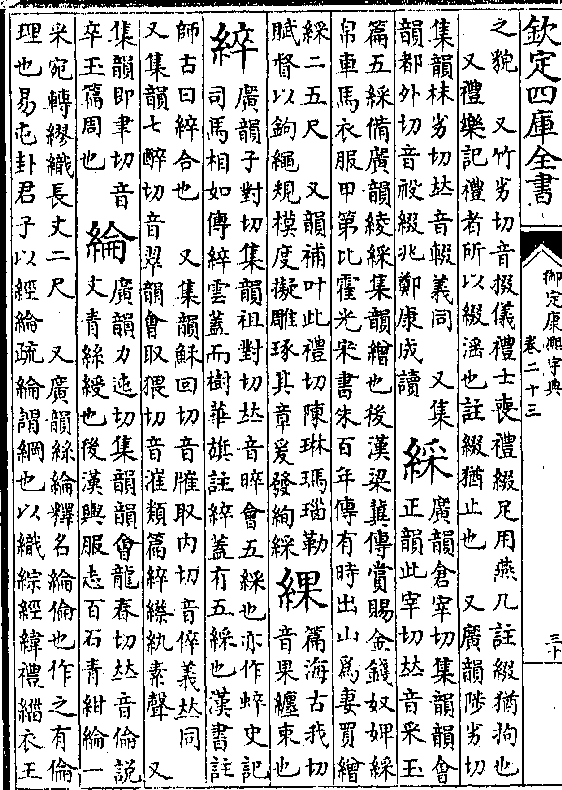 欽定四庫全書
御定康熙字典
卷二十三
三十
之貌　又竹劣切音掇儀禮士喪禮綴足用燕几註綴猶拘也
又禮樂記禮者所以綴淫也註綴猶止也　又廣韻陟劣切
集韻株劣切𠀤音輟義同　又集
韻都外切音祋綴兆鄭康成讀
綵
廣韻倉宰切集韻韻會
正韻此宰切𠀤音采玉
篇五綵備廣韻綾綵集韻繒也後漢梁冀傳賞賜金錢奴婢綵
帛車馬衣服甲第比霍光宋書朱百年傳有時出山爲妻買繒
綵二五尺　又韻補叶此禮切陳琳瑪瑙勒
賦督以鉤繩規模度擬雕琢其章爰發絢綵
綶
篇海古我切
音果纏束也
綷
廣韻子對切集韻祖對切𠀤音晬會五綵也亦作䘹史記
司馬相如傳綷雲蓋而樹華旗註綷蓋有五綵也漢書註
師古曰綷合也　又集韻蘇回切音膗取內切音倅義𠀤同
又集韻七醉切音翠韻會取猥切音漼類篇綷䌨紈素聲　又
集韻即聿切音
卒玉篇周也
綸
廣韻力迍切集韻韻會龍春切𠀤音倫說
文青絲綬也後漢輿服志百石青紺綸一
采宛轉繆織長丈二尺　又廣韻絲綸釋名綸倫也作之有倫
理也易屯卦君子以經綸疏綸謂綱也以織綜經緯禮緇衣王